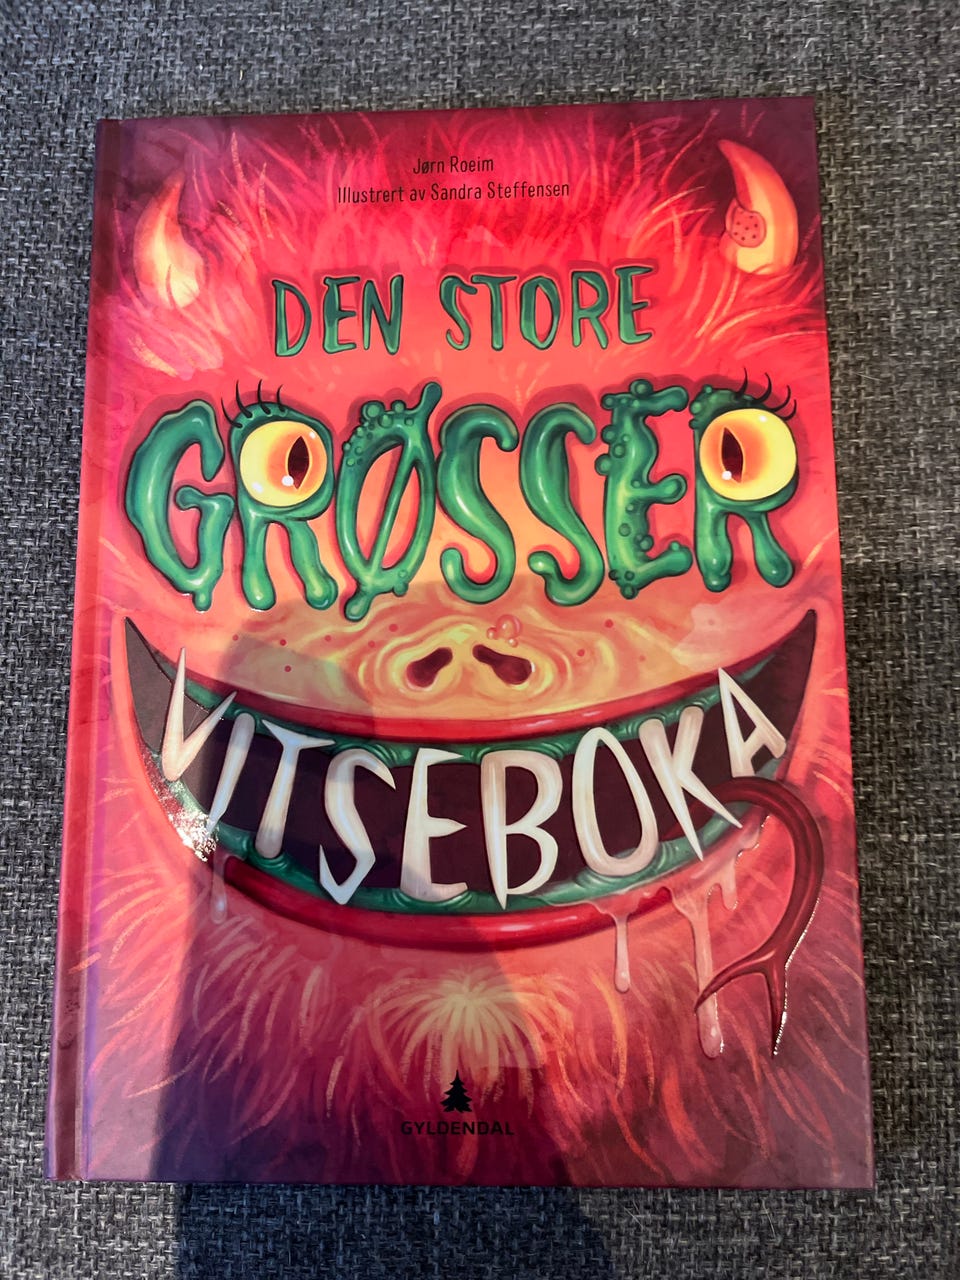 Jørn Roeim
Illustrert av Sandra Steffensen
DEN STORE
GRØSSER
VITSEBOKA
GYLDENDAL